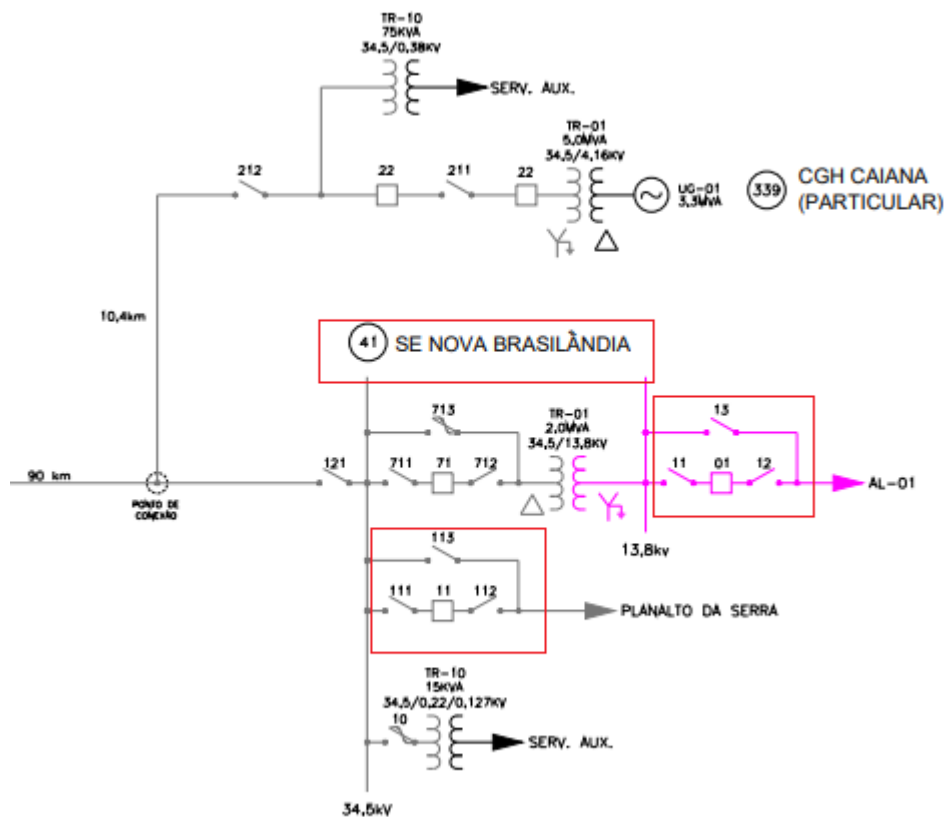 TR-10
75KVA
34,5/0,38KV
SERV. AUX.
TR-01
5,0MVA
34,5/4,16KV
212
22
211
22
UG-01
3,3MVA
339
CGH CAIANA
(PARTICULAR)
10,4km
41
SE NOVA BRASILÂNDIA
713
TR-01
2,0MVA
34,5/13,8KV
13
90 km
121
711
71
712
11
01
12
AL-01
PONTO DE
CONEXÃO
13,8kv
113
111
11
112
PLANALTO DA SERRA
TR-10
15KVA
34,5/0,22/0,127KV
10
SERV. AUX.
34,5kV